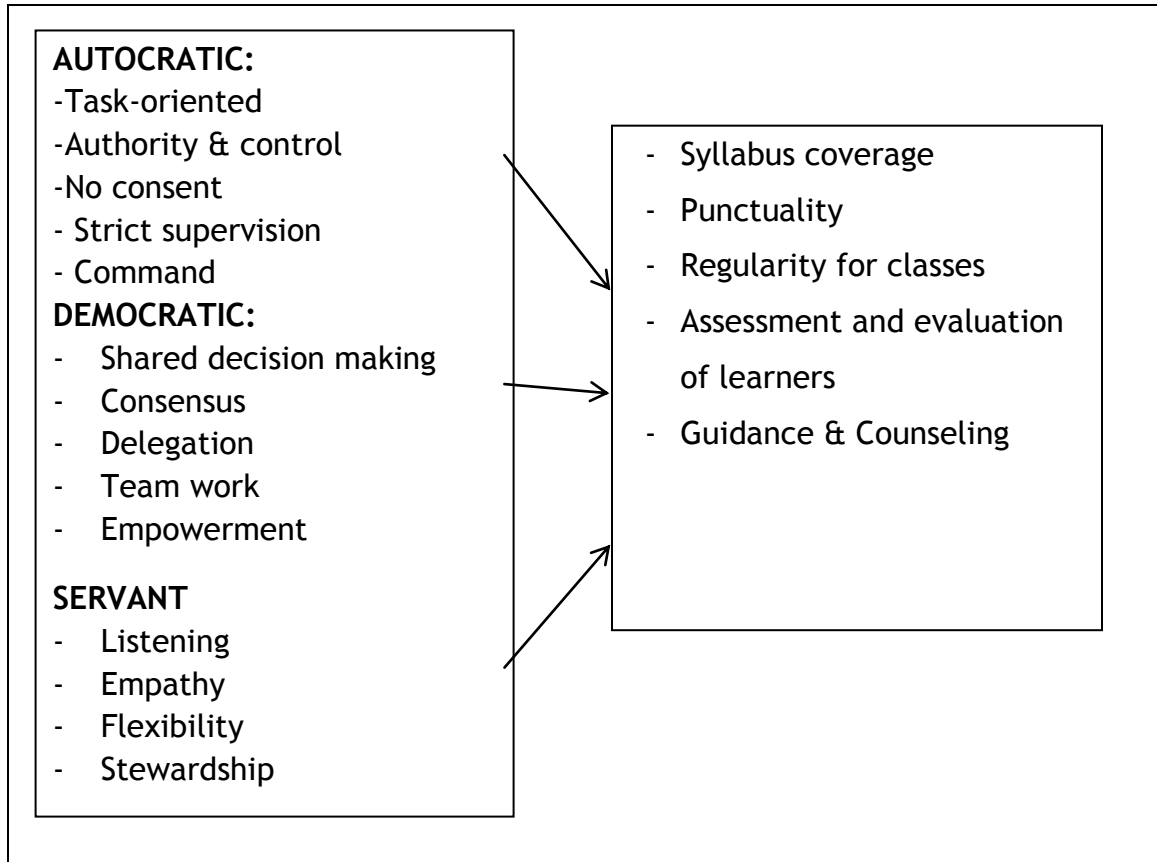 AUTOCRATIC:
-Task-oriented
-Authority & control
-No consent
- Strict supervision
- Command
DEMOCRATIC:
- Shared decision making
- Consensus
- Delegation
- Team work
- Empowerment
SERVANT
- Listening
- Empathy
- Flexibility
- Stewardship
- Syllabus coverage
- Punctuality
- Regularity for classes
- Assessment and evaluation
of learners
- Guidance & Counseling